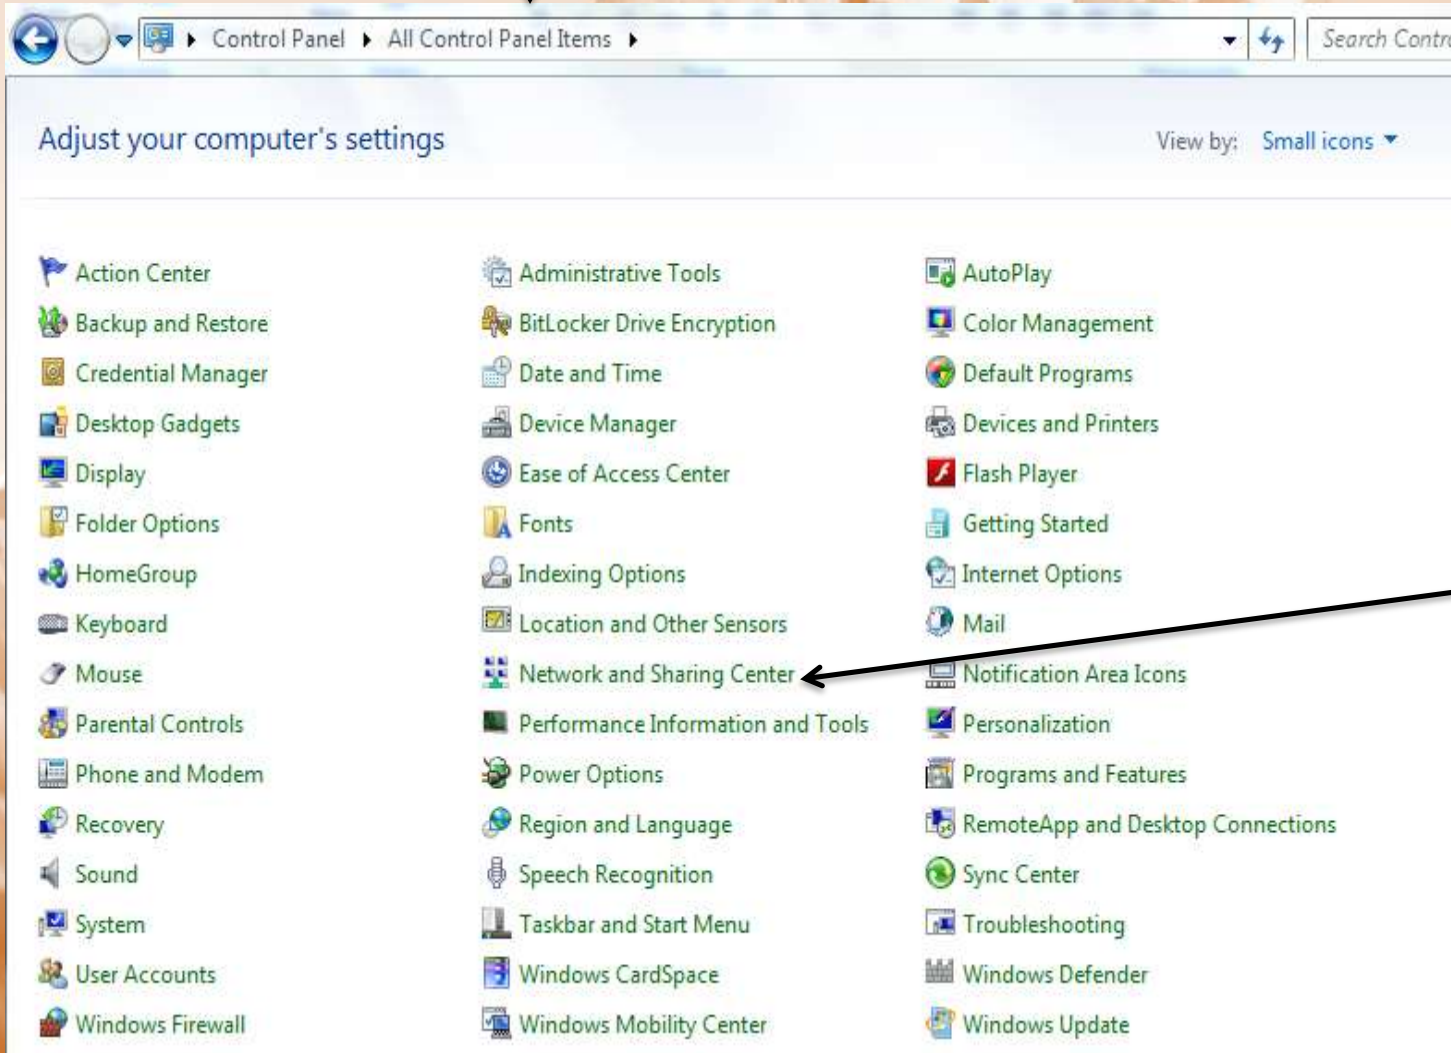 Control Panel All Control Panel Items Search Contr
Adjust your computer's settings View by: Small icons
Action Center Administrative Tools AutoPlay
Backup and Restore BitLocker Drive Encryption Color Management
Credential Manager Date and Time Default Programs
Desktop Gadgets Device Manager Devices and Printers
Display Ease of Access Center Flash Player
Folder Options Fonts Getting Started
HomeGroup Indexing Options Internet Options
Keyboard Location and Other Sensors Mail
Mouse Network and Sharing Center Notification Area Icons
Parental Controls Performance Information and Tools Personalization
Phone and Modem Power Options Programs and Features
Recovery Region and Language RemoteApp and Desktop Connections
Sound Speech Recognition Sync Center
System Taskbar and Start Menu Troubleshooting
User Accounts Windows CardSpace Windows Defender
Windows Firewall Windows Mobility Center Windows Update